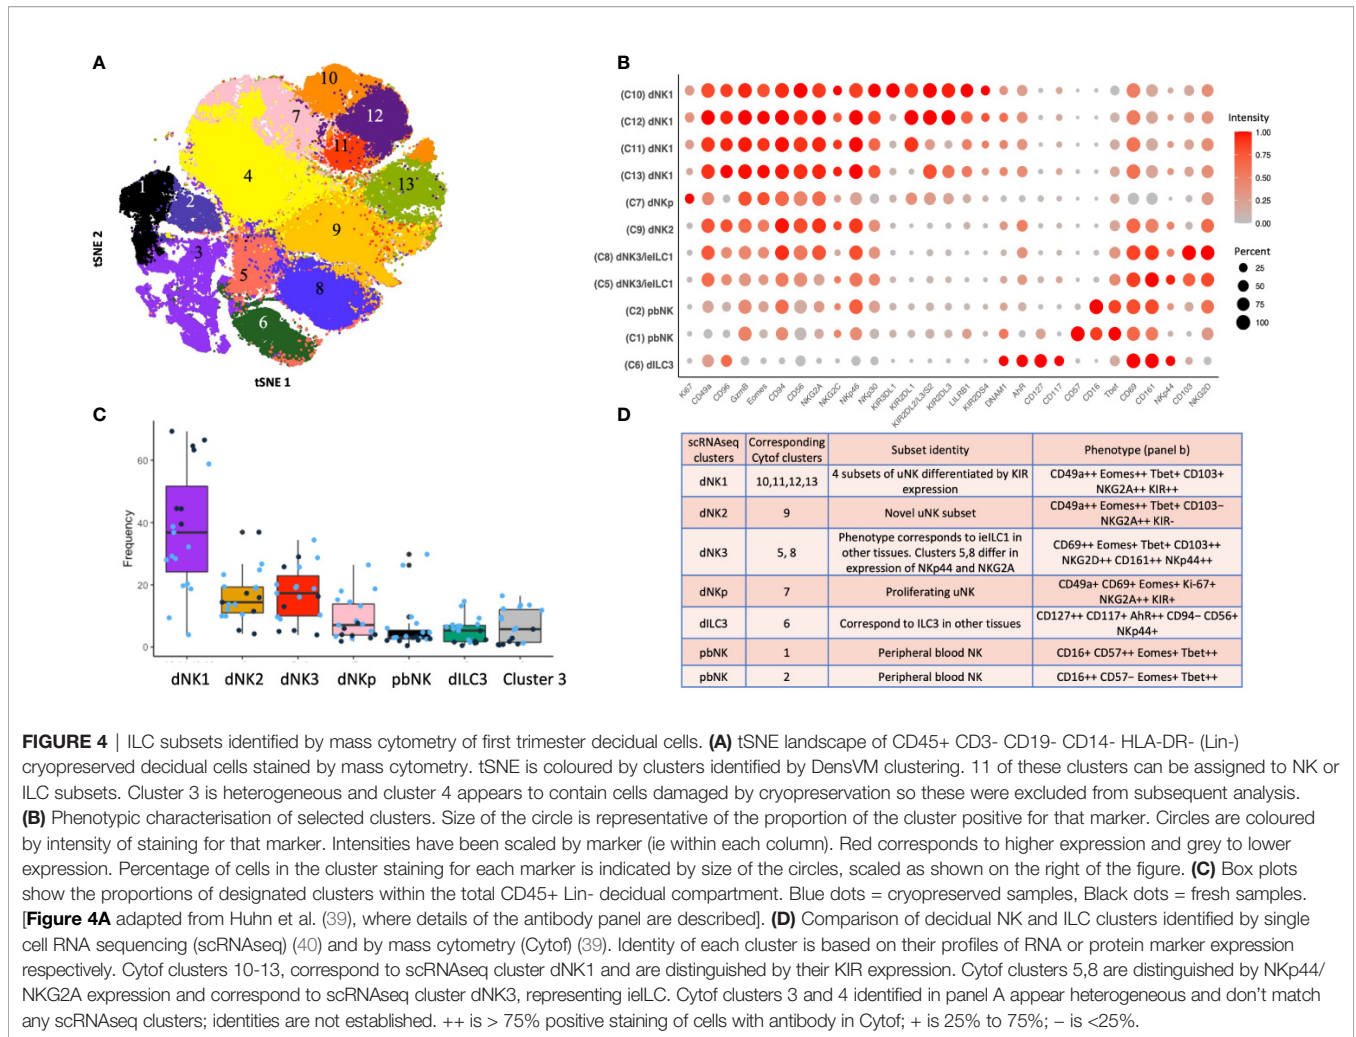 A
10
7
12
11
1
4
13
2
9
3
5
8
6
tSNE 2
tSNE 1
B
(C10) dNK1
(C12) dNK1
(C11) dNK1
(C13) dNK1
(C7) dNKp
(C9) dNK2
(C8) dNK3/ieILC1
(C5) dNK3/ieILC1
(C2) pbNK
(C1) pbNK
(C6) dILC3
Ki67
CD49a
CD96
GzmB
Eomes
CD94
CD56
NKG2A
NKG2C
NKp46
NKp30
KIR3DL1
KIR2DL1
KIR2DL2/L3/S2
KIR2DL3
LILRB1
KIR2DS4
DNAM1
AhR
CD127
CD117
CD57
CD16
Tbet
CD69
CD161
NKp44
CD103
NKG2D
Intensity
1.00
0.75
0.50
0.25
0.00
Percent
25
50
75
100
C
Frequency
60
40
20
0
dNK1 dNK2 dNK3 dNKp pbNK dILC3 Cluster 3
D
scRNAseq clusters Corresponding Cytof clusters Subset identity Phenotype (panel b)
dNK1 10,11,12,13 4 subsets of uNK differentiated by KIR expression CD49a++ Eomes++ Tbet+ CD103+ NKG2A++ KIR++
dNK2 9 Novel uNK subset CD49a++ Eomes++ Tbet+ CD103− NKG2A++ KIR-
dNK3 5, 8 Phenotype corresponds to ieILC1 in other tissues. Clusters 5,8 differ in expression of NKp44 and NKG2A CD69++ Eomes+ Tbet+ CD103++ NKG2D++ CD161++ NKp44++
dNKp 7 Proliferating uNK CD49a+ CD69+ Eomes+ Ki-67+ NKG2A++ KIR+
dILC3 6 Correspond to ILC3 in other tissues CD127++ CD117+ AhR++ CD94− CD56+ NKp44+
pbNK 1 Peripheral blood NK CD16+ CD57++ Eomes+ Tbet++
pbNK 2 Peripheral blood NK CD16++ CD57− Eomes+ Tbet++
FIGURE 4 | ILC subsets identified by mass cytometry of first trimester decidual cells. (A) tSNE landscape of CD45+ CD3- CD19- CD14- HLA-DR- (Lin-)
cryopreserved decidual cells stained by mass cytometry. tSNE is coloured by clusters identified by DensVM clustering. 11 of these clusters can be assigned to NK or
ILC subsets. Cluster 3 is heterogeneous and cluster 4 appears to contain cells damaged by cryopreservation so these were excluded from subsequent analysis.
(B) Phenotypic characterisation of selected clusters. Size of the circle is representative of the proportion of the cluster positive for that marker. Circles are coloured
by intensity of staining for that marker. Intensities have been scaled by marker (ie within each column). Red corresponds to higher expression and grey to lower
expression. Percentage of cells in the cluster staining for each marker is indicated by size of the circles, scaled as shown on the right of the figure. (C) Box plots
show the proportions of designated clusters within the total CD45+ Lin- decidual compartment. Blue dots = cryopreserved samples, Black dots = fresh samples.
[Figure 4A adapted from Huhn et al. (39), where details of the antibody panel are described]. (D) Comparison of decidual NK and ILC clusters identified by single
cell RNA sequencing (scRNAseq) (40) and by mass cytometry (Cytof) (39). Identity of each cluster is based on their profiles of RNA or protein marker expression
respectively. Cytof clusters 10-13, correspond to scRNAseq cluster dNK1 and are distinguished by their KIR expression. Cytof clusters 5,8 are distinguished by NKp44/
NKG2A expression and correspond to scRNAseq cluster dNK3, representing ieILC. Cytof clusters 3 and 4 identified in panel A appear heterogeneous and don't match
any scRNAseq clusters; identities are not established. ++ is > 75% positive staining of cells with antibody in Cytof; + is 25% to 75%; − is <25%.